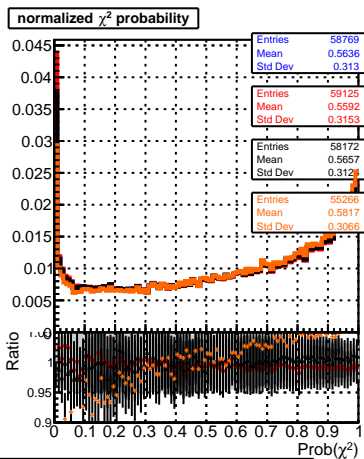 normalized χ² probability
0.045
0.04
0.035
0.03
0.025
0.02
0.015
0.01
0.005
Entries 58769
Mean 0.5636
Std Dev 0.313
Entries 59125
Mean 0.5592
Std Dev 0.3153
Entries 58172
Mean 0.5657
Std Dev
Entries 55266
Mean 0.5817
Std Dev 0.3066
Ratio
1
0.95
0.9
0 0.1 0.2 0.3 0.4 0.5 0.6 0.7 0.8 0.9 1
Prob(χ²)